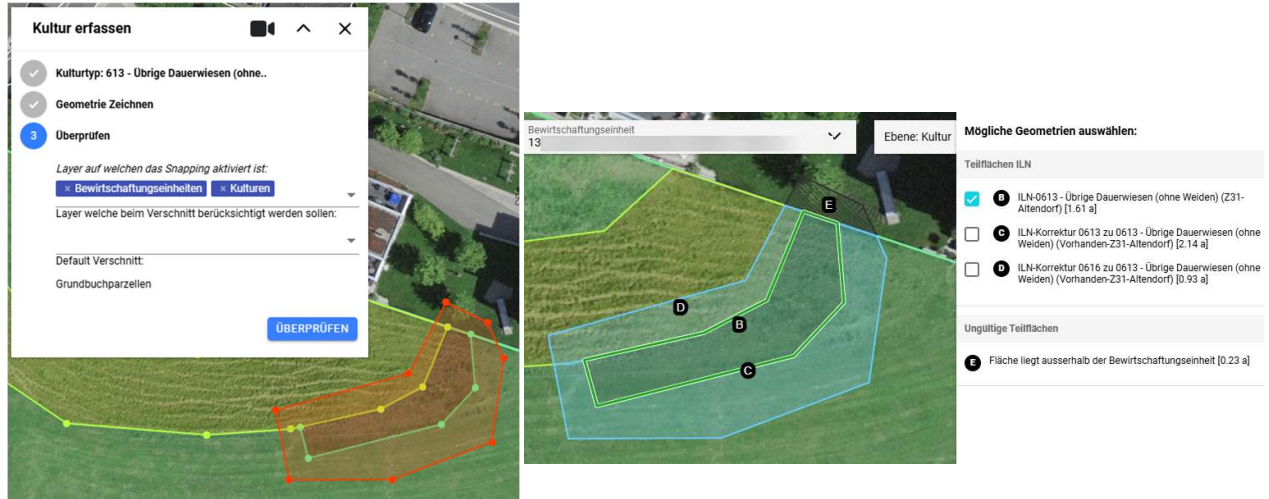 Kultur erfassen
Kulturtyp: 613 - Übrige Dauerwiesen (ohne..
Geometrie Zeichnen
3 Überprüfen
Layer auf welchen das Snapping aktiviert ist:
× Bewirtschaftungseinheiten × Kulturen
Layer welche beim Verschnitt berücksichtigt werden sollen:
Default Verschnitt:
Grundbuchparzellen
ÜBERPRÜFEN
Bewirtschaftungseinheit
13
Ebene: Kultur
E
D
B
C
Mögliche Geometrien auswählen:
Teilflächen ILN
B ILN-0613 - Übrige Dauerwiesen (ohne Weiden) (Z31-
Altendorf) [1.61 a]
C ILN-Korrektur 0613 zu 0613 - Übrige Dauerwiesen (ohne
Weiden) (Vorhanden-Z31-Altendorf) [2.14 a]
D ILN-Korrektur 0616 zu 0613 - Übrige Dauerwiesen (ohne
Weiden) (Vorhanden-Z31-Altendorf) [0.93 a]
Ungültige Teilflächen
E Fläche liegt ausserhalb der Bewirtschaftungseinheit [0.23 a]